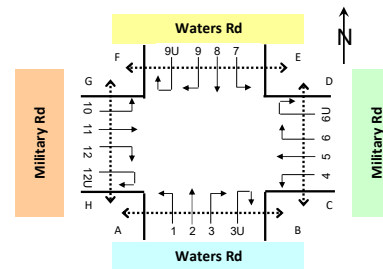 Waters Rd
N
F 9U 9 8 7 E
G D
Military Rd
10
11
12
12U
6U
6
5
4
Military Rd
H C
A 1 2 3 3U B
Waters Rd